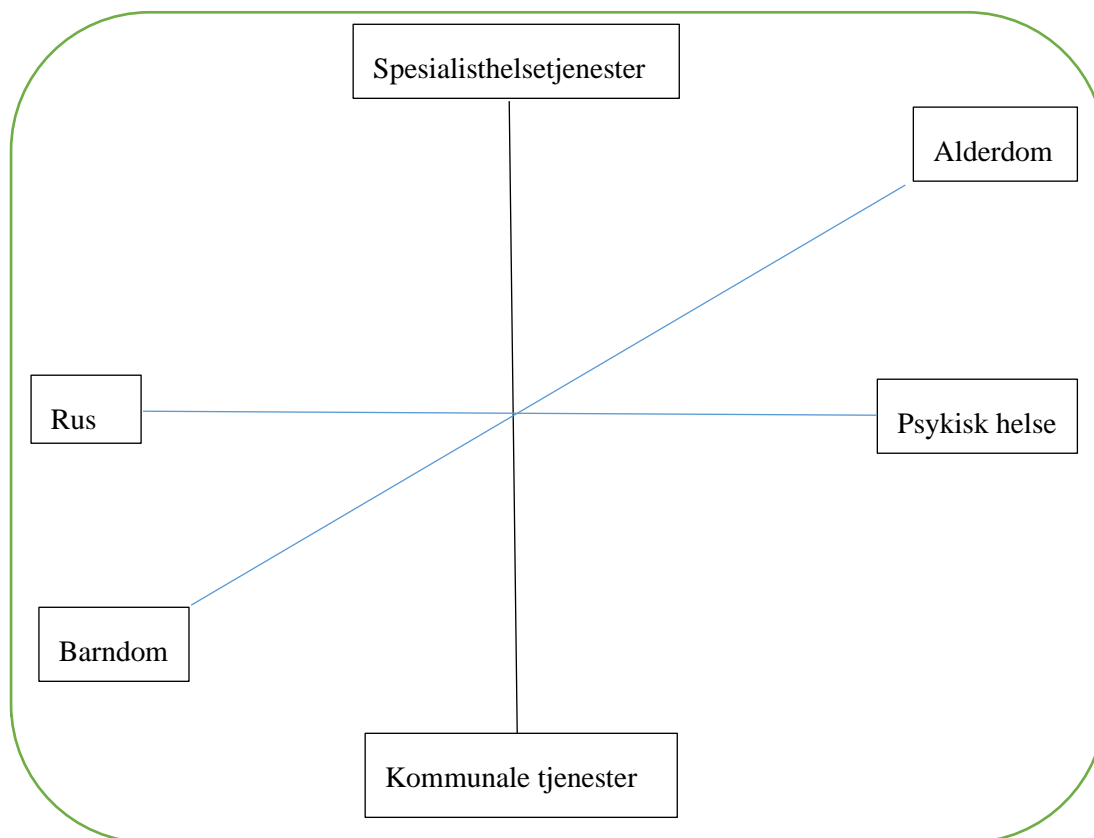 Spesialisthelsetjenester
Alderdom
Rus
Psykisk helse
Barndom
Kommunale tjenester